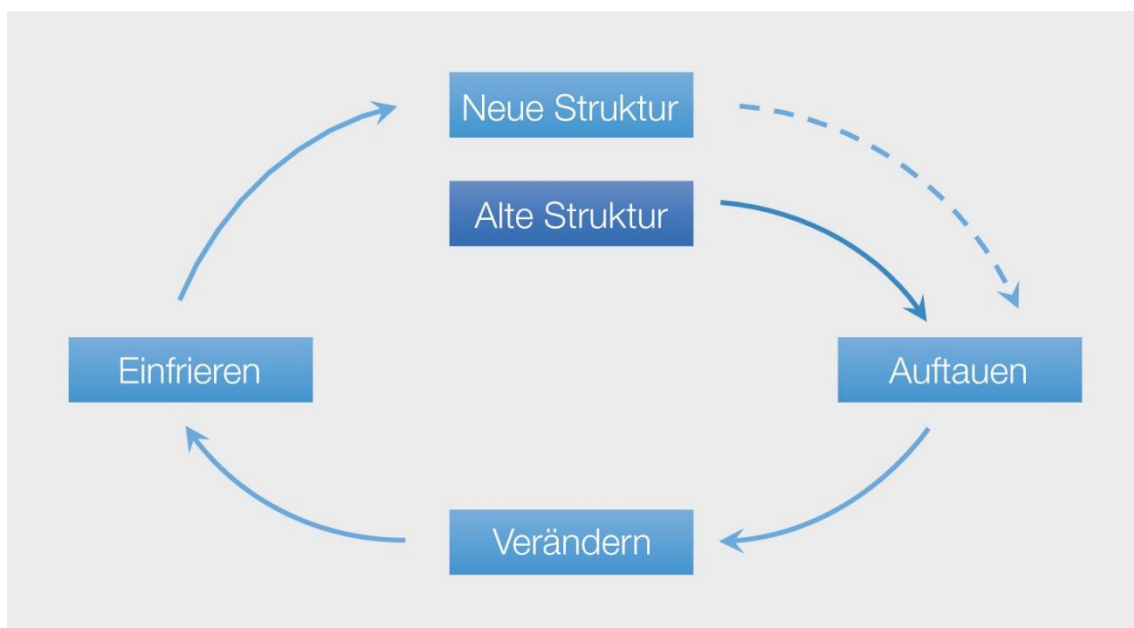 Neue Struktur
Alte Struktur
Einfrieren
Auftauen
Verändern